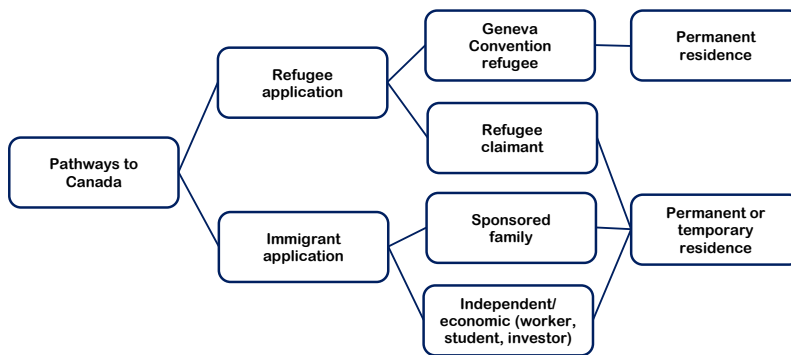 Geneva
Convention
refugee
Permanent
residence
Refugee
application
Refugee
claimant
Pathways to
Canada
Sponsored
family
Permanent or
temporary
residence
Immigrant
application
Independent/
economic (worker,
student, investor)